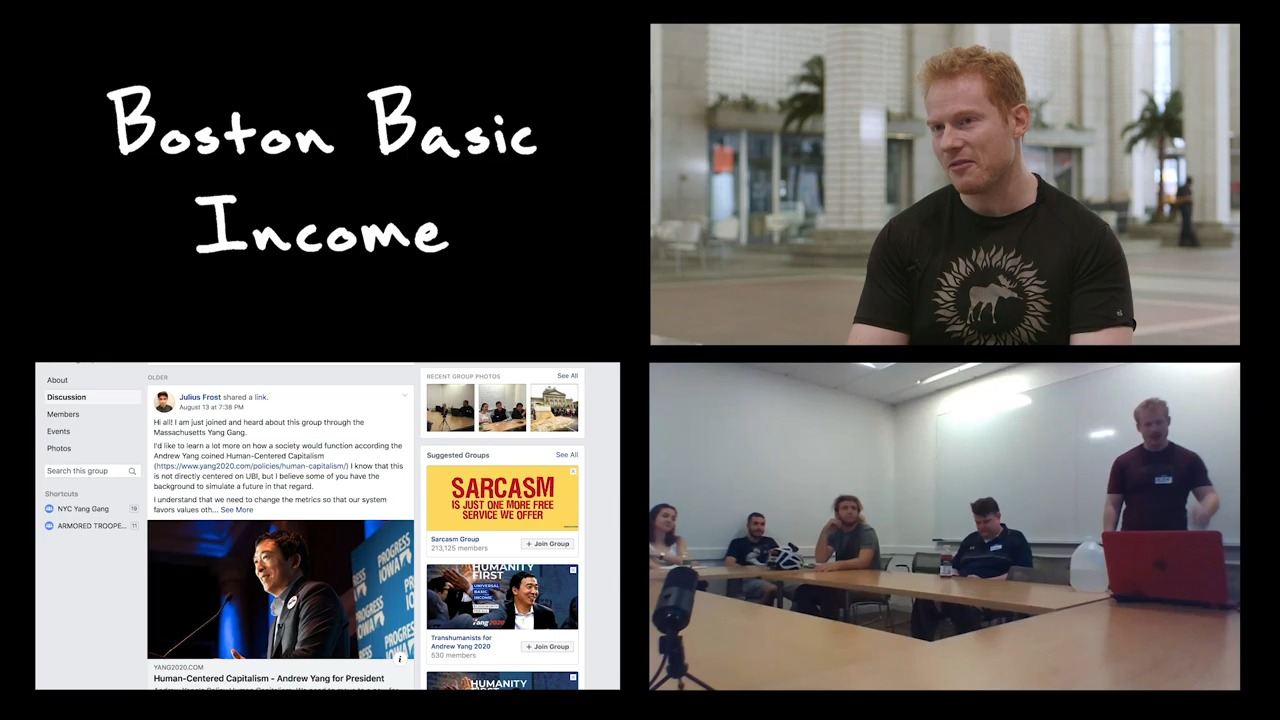 Boston Basic
Income
About
Discussion
Members
Events
Photos
Search this group
Shortcuts
NYC Yang Gang 19
ARMORED TROOPE... 11
OLDER
Julius Frost shared a link.
August 13 at 7:38 PM
Hi all! I am just joined and heard about this group through the
Massachusetts Yang Gang.
I'd like to learn a lot more on how a society would function according the
Andrew Yang coined Human-Centered Capitalism
(https://www.yang2020.com/policies/human-capitalism/) I know that this
is not directly centered on UBI, but I believe some of you have the
background to simulate a future in that regard.
I understand that we need to change the metrics so that our system
favors values oth... See More
PROGRESS
IOWA
PROGRESS
IOWA
YANG2020.COM
Human-Centered Capitalism - Andrew Yang for President
RECENT GROUP PHOTOS See All
Suggested Groups See All
SARCASM
IS JUST ONE MORE FREE
SERVICE WE OFFER
Sarcasm Group
213,125 members
+ Join Group
HUMANITY
FIRST
UNIVERSAL
BASIC
INCOME
Yang2020
Transhumanists for
Andrew Yang 2020
530 members
+ Join Group
HUMANITY